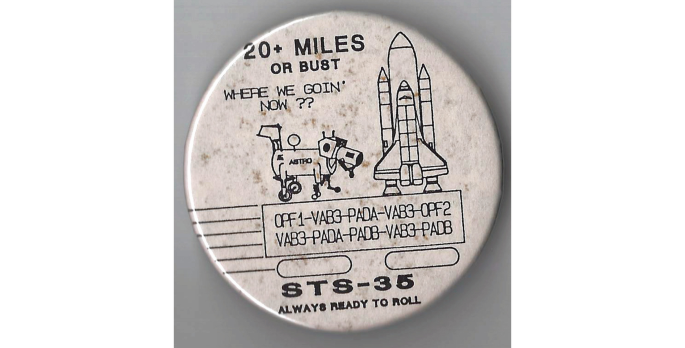 20+ MILES
OR BUST
WHERE WE GOIN'
NOW ??
ASTRO
OPF1-VAB3-PADA-VAB3-OPF2
VAB3-PADA-PADB-VAB3-PADB
STS-35
ALWAYS READY TO ROLL